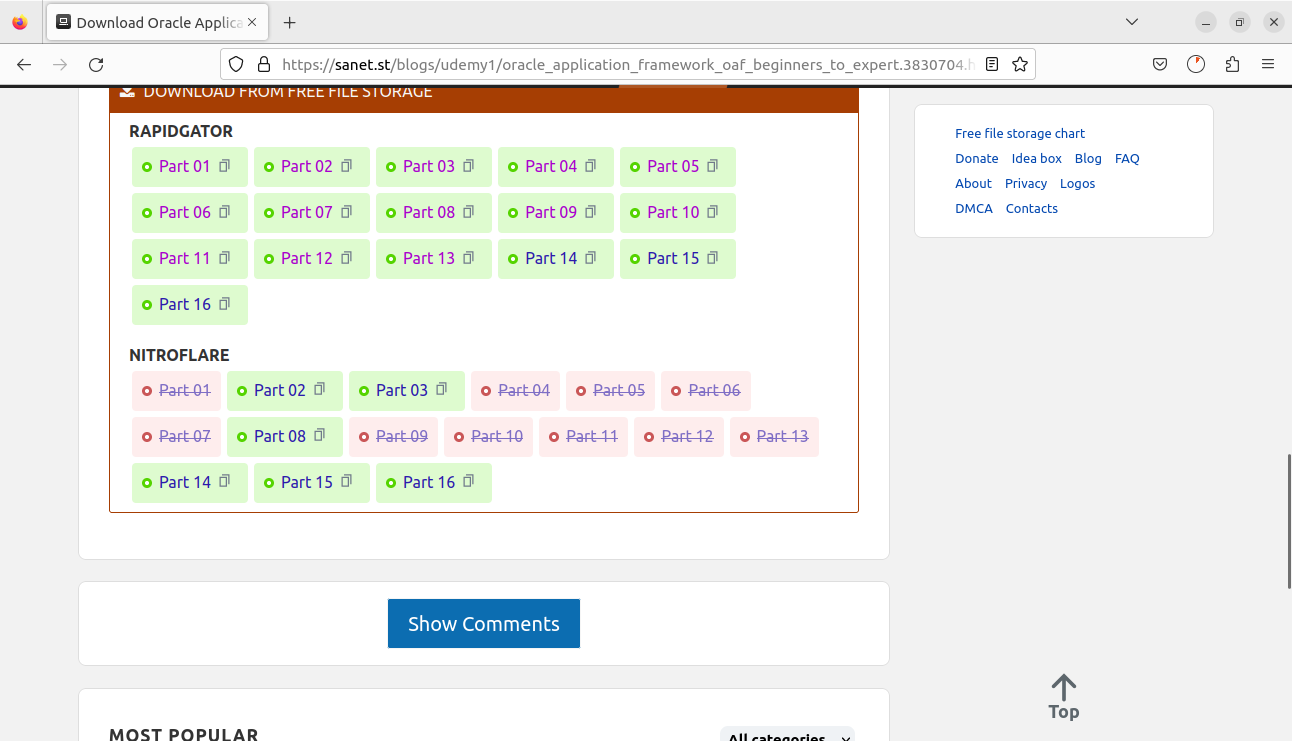 Download Oracle Applica
https://sanet.st/blogs/udemy1/oracle_application_framework_oaf_beginners_to_expert.3830704.h
DOWNLOAD FROM FREE FILE STORAGE
RAPIDGATOR
Part 01 Part 02 Part 03 Part 04 Part 05
Part 06 Part 07 Part 08 Part 09 Part 10
Part 11 Part 12 Part 13 Part 14 Part 15
Part 16
NITROFLARE
Part 01 Part 02 Part 03 Part 04 Part 05 Part 06
Part 07 Part 08 Part 09 Part 10 Part 11 Part 12 Part 13
Part 14 Part 15 Part 16
Show Comments
MOST POPULAR
All categories
Free file storage chart
Donate Idea box Blog FAQ
About Privacy Logos
DMCA Contacts
Top